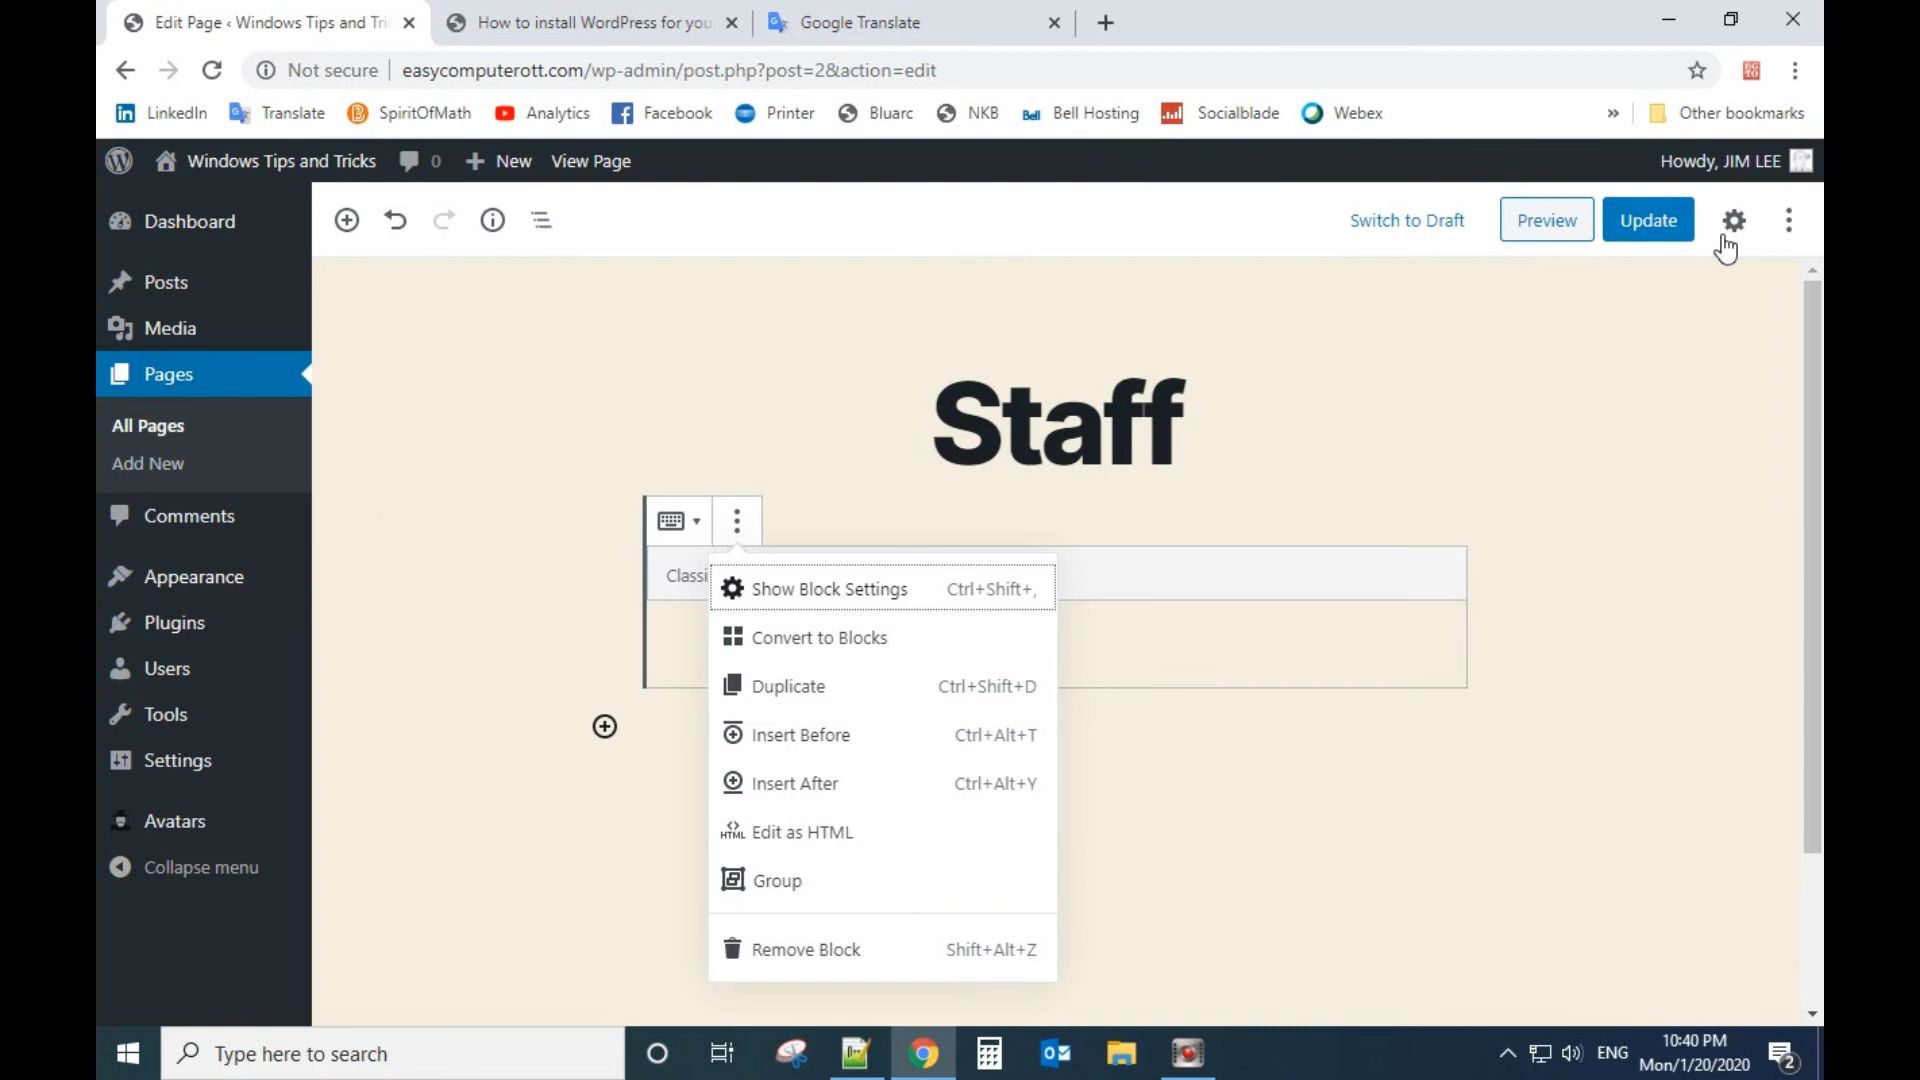 Edit Page ‹ Windows Tips and Tri
How to install WordPress for you
Google Translate
Not secure
easycomputerott.com/wp-admin/post.php?post=2&action=edit
LinkedIn
Translate
SpiritOfMath
Analytics
Facebook
Printer
Bluarc
NKB
Bell
Bell Hosting
Socialblade
Webex
»
Other bookmarks
Windows Tips and Tricks
0
New
View Page
Howdy, JIM LEE
Dashboard
Posts
Media
Pages
All Pages
Add New
Comments
Appearance
Plugins
Users
Tools
Settings
Avatars
Collapse menu
Switch to Draft
Preview
Update
Staff
Classi
Show Block Settings Ctrl+Shift+,
Convert to Blocks
Duplicate Ctrl+Shift+D
Insert Before Ctrl+Alt+T
Insert After Ctrl+Alt+Y
HTML Edit as HTML
Group
Remove Block Shift+Alt+Z
Type here to search
ENG
10:40 PM
Mon/1/20/2020
2